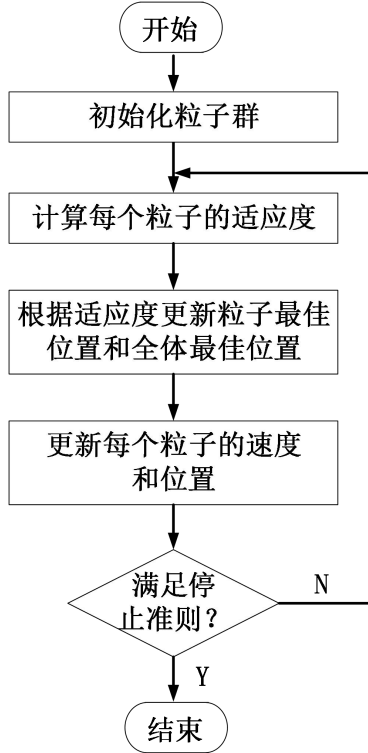 开始
初始化粒子群
计算每个粒子的适应度
根据适应度更新粒子最佳
位置和全体最佳位置
更新每个粒子的速度
和位置
满足停
止准则？
N
Y
结束